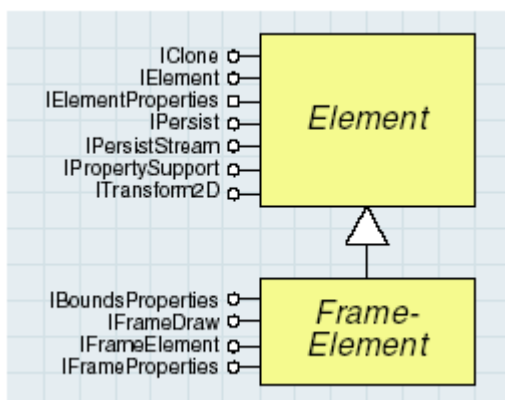 IClone
IElement
IElementProperties
IPersist
IPersistStream
IPropertySupport
ITransform2D
Element
IBoundsProperties
IFrameDraw
IFrameElement
IFrameProperties
Frame-
Element